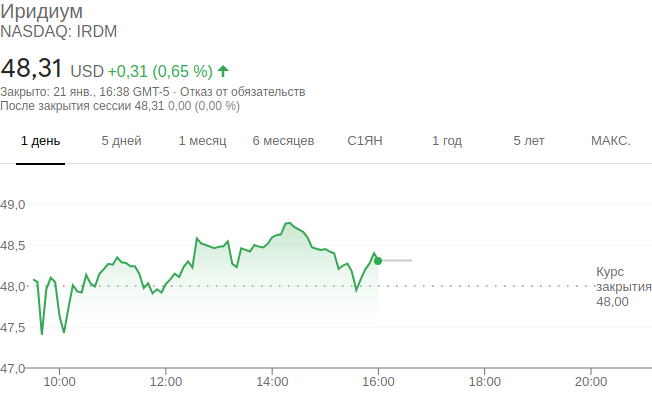 Иридиум
NASDAQ: IRDM
48,31 USD +0,31 (0,65 %)
Закрыто: 21 янв., 16:38 GMT-5 · Отказ от обязательств
После закрытия сессии 48,31 0,00 (0,00 %)
1 день 5 дней 1 месяц 6 месяцев С1ЯН 1 год 5 лет МАКС.
49,0
48,5
48,0
47,5
47,0
Курс
закрытия
48,00
10:00 12:00 14:00 16:00 18:00 20:00